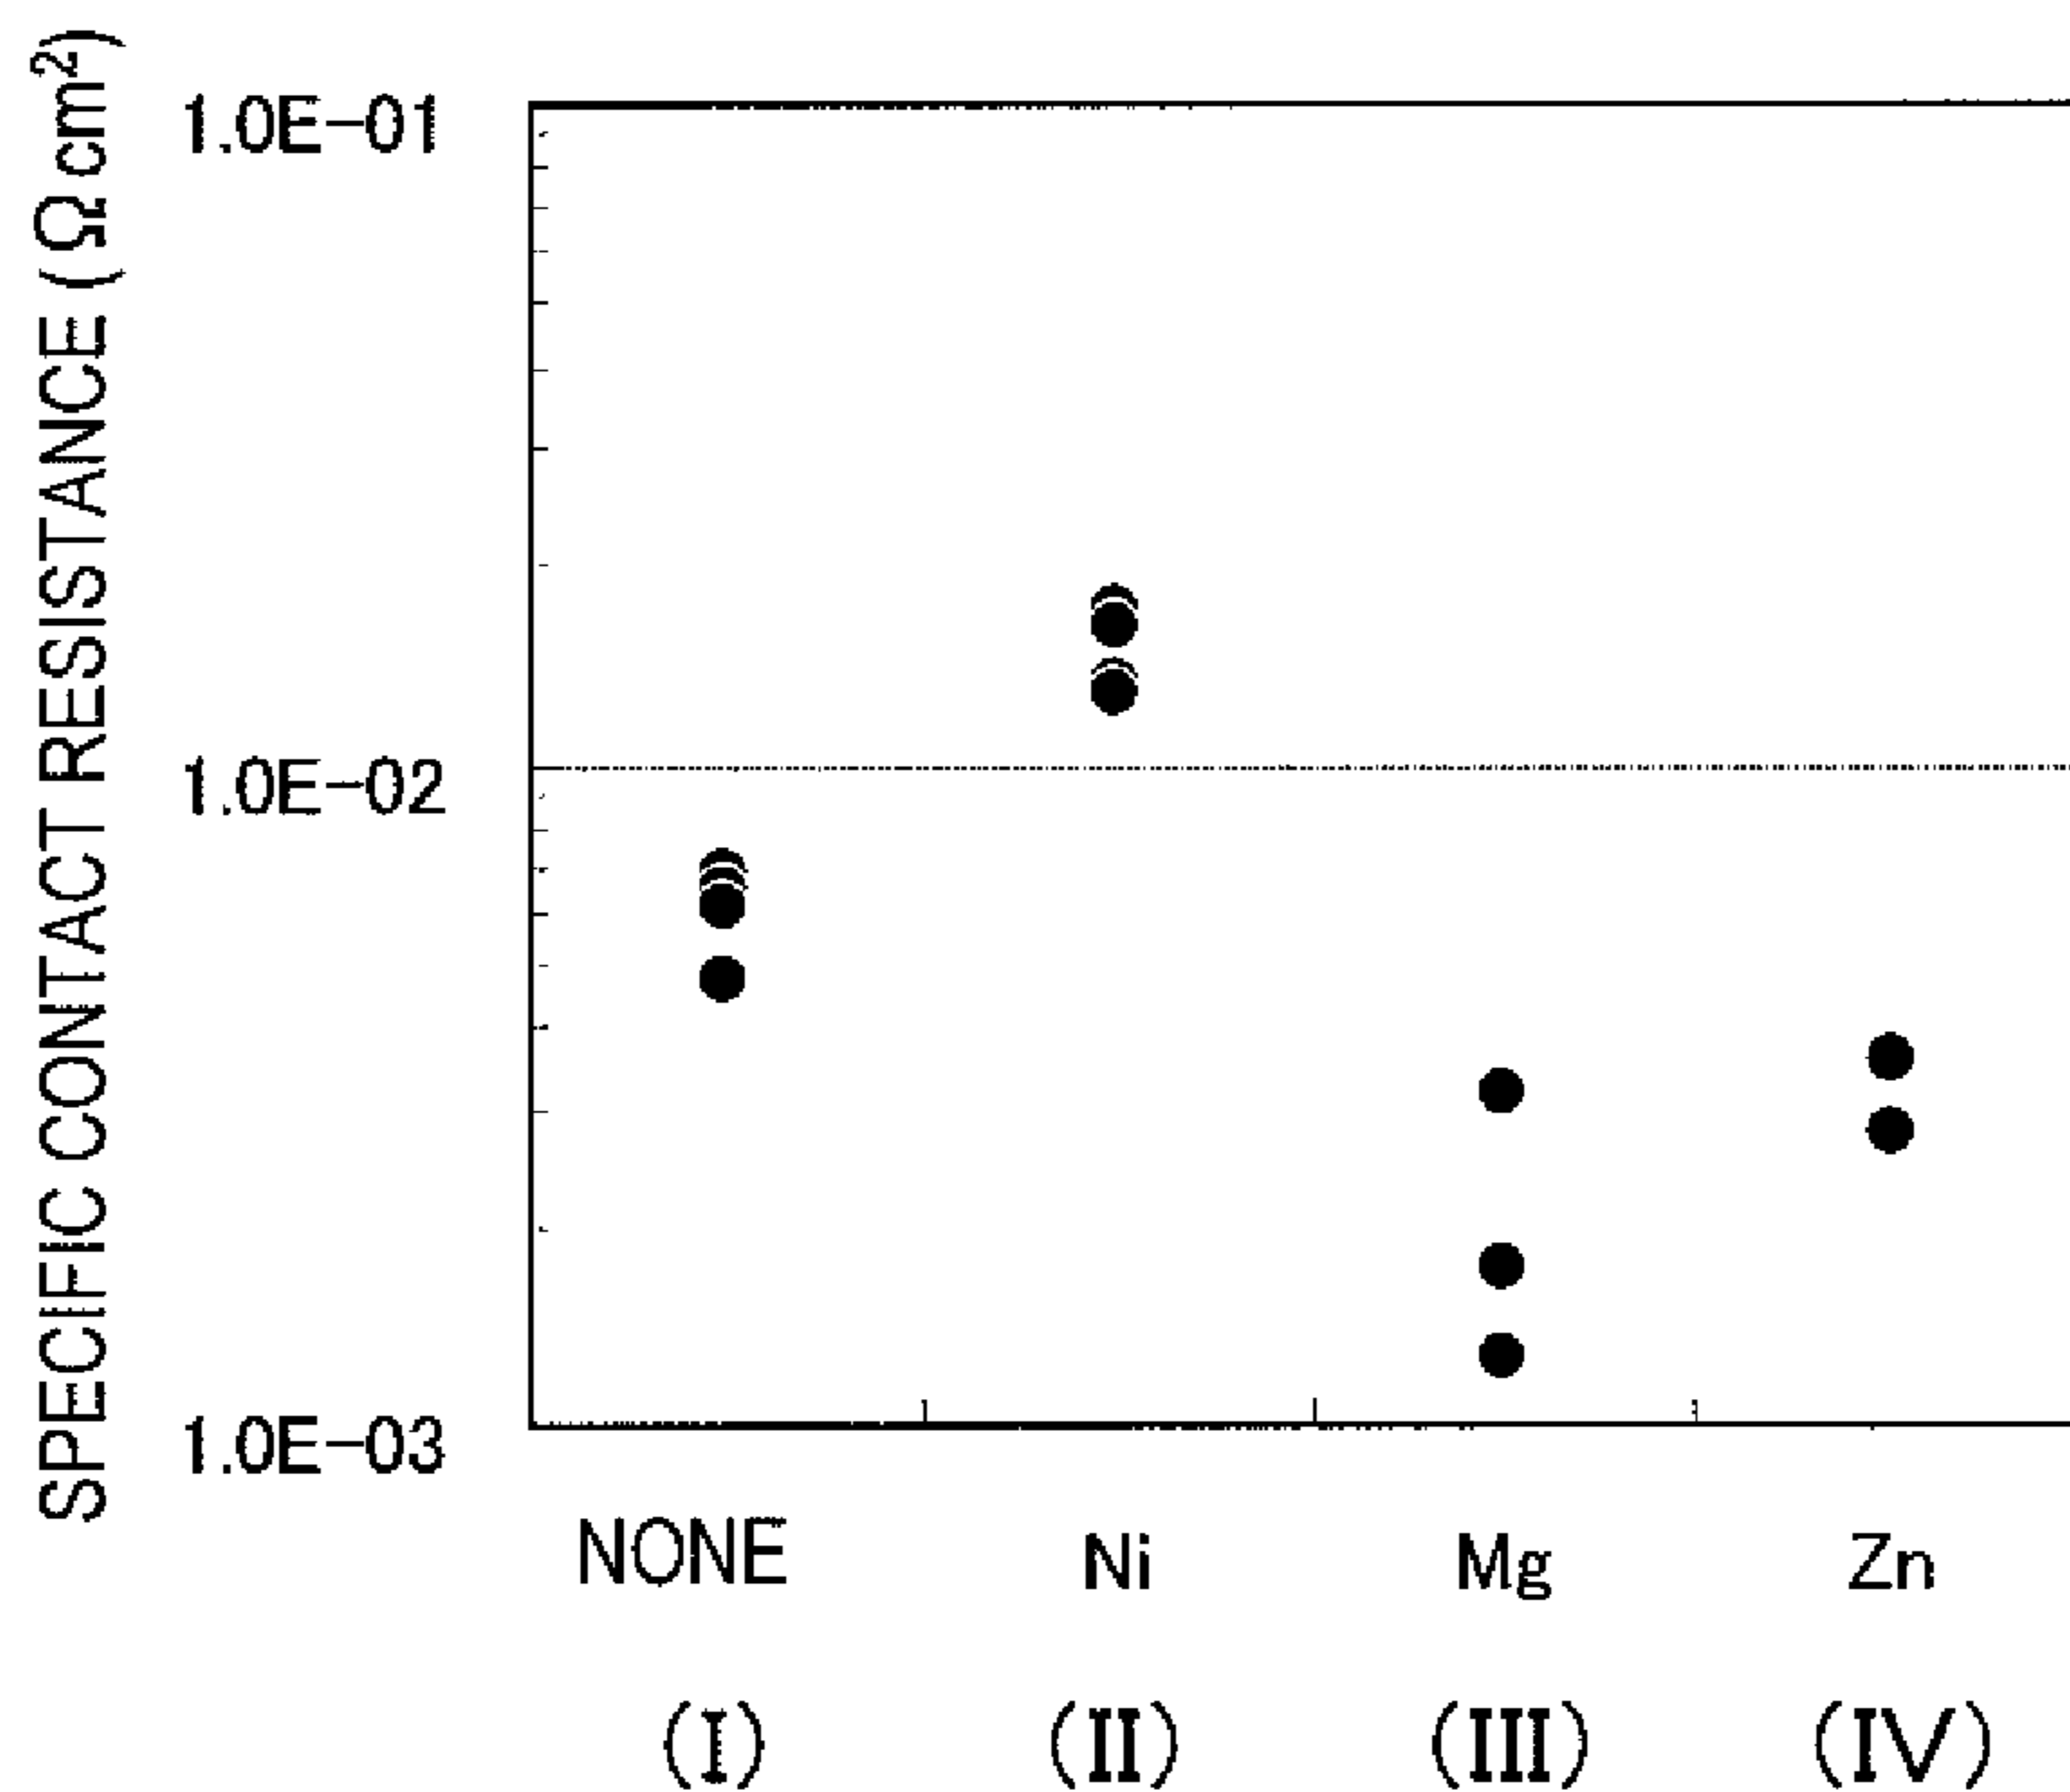 SPECIFIC CONTACT RESISTANCE (Ω cm²)
1.0E-01
1.0E-02
1.0E-03
NONE Ni Mg Zn
(I) (II) (III) (IV)